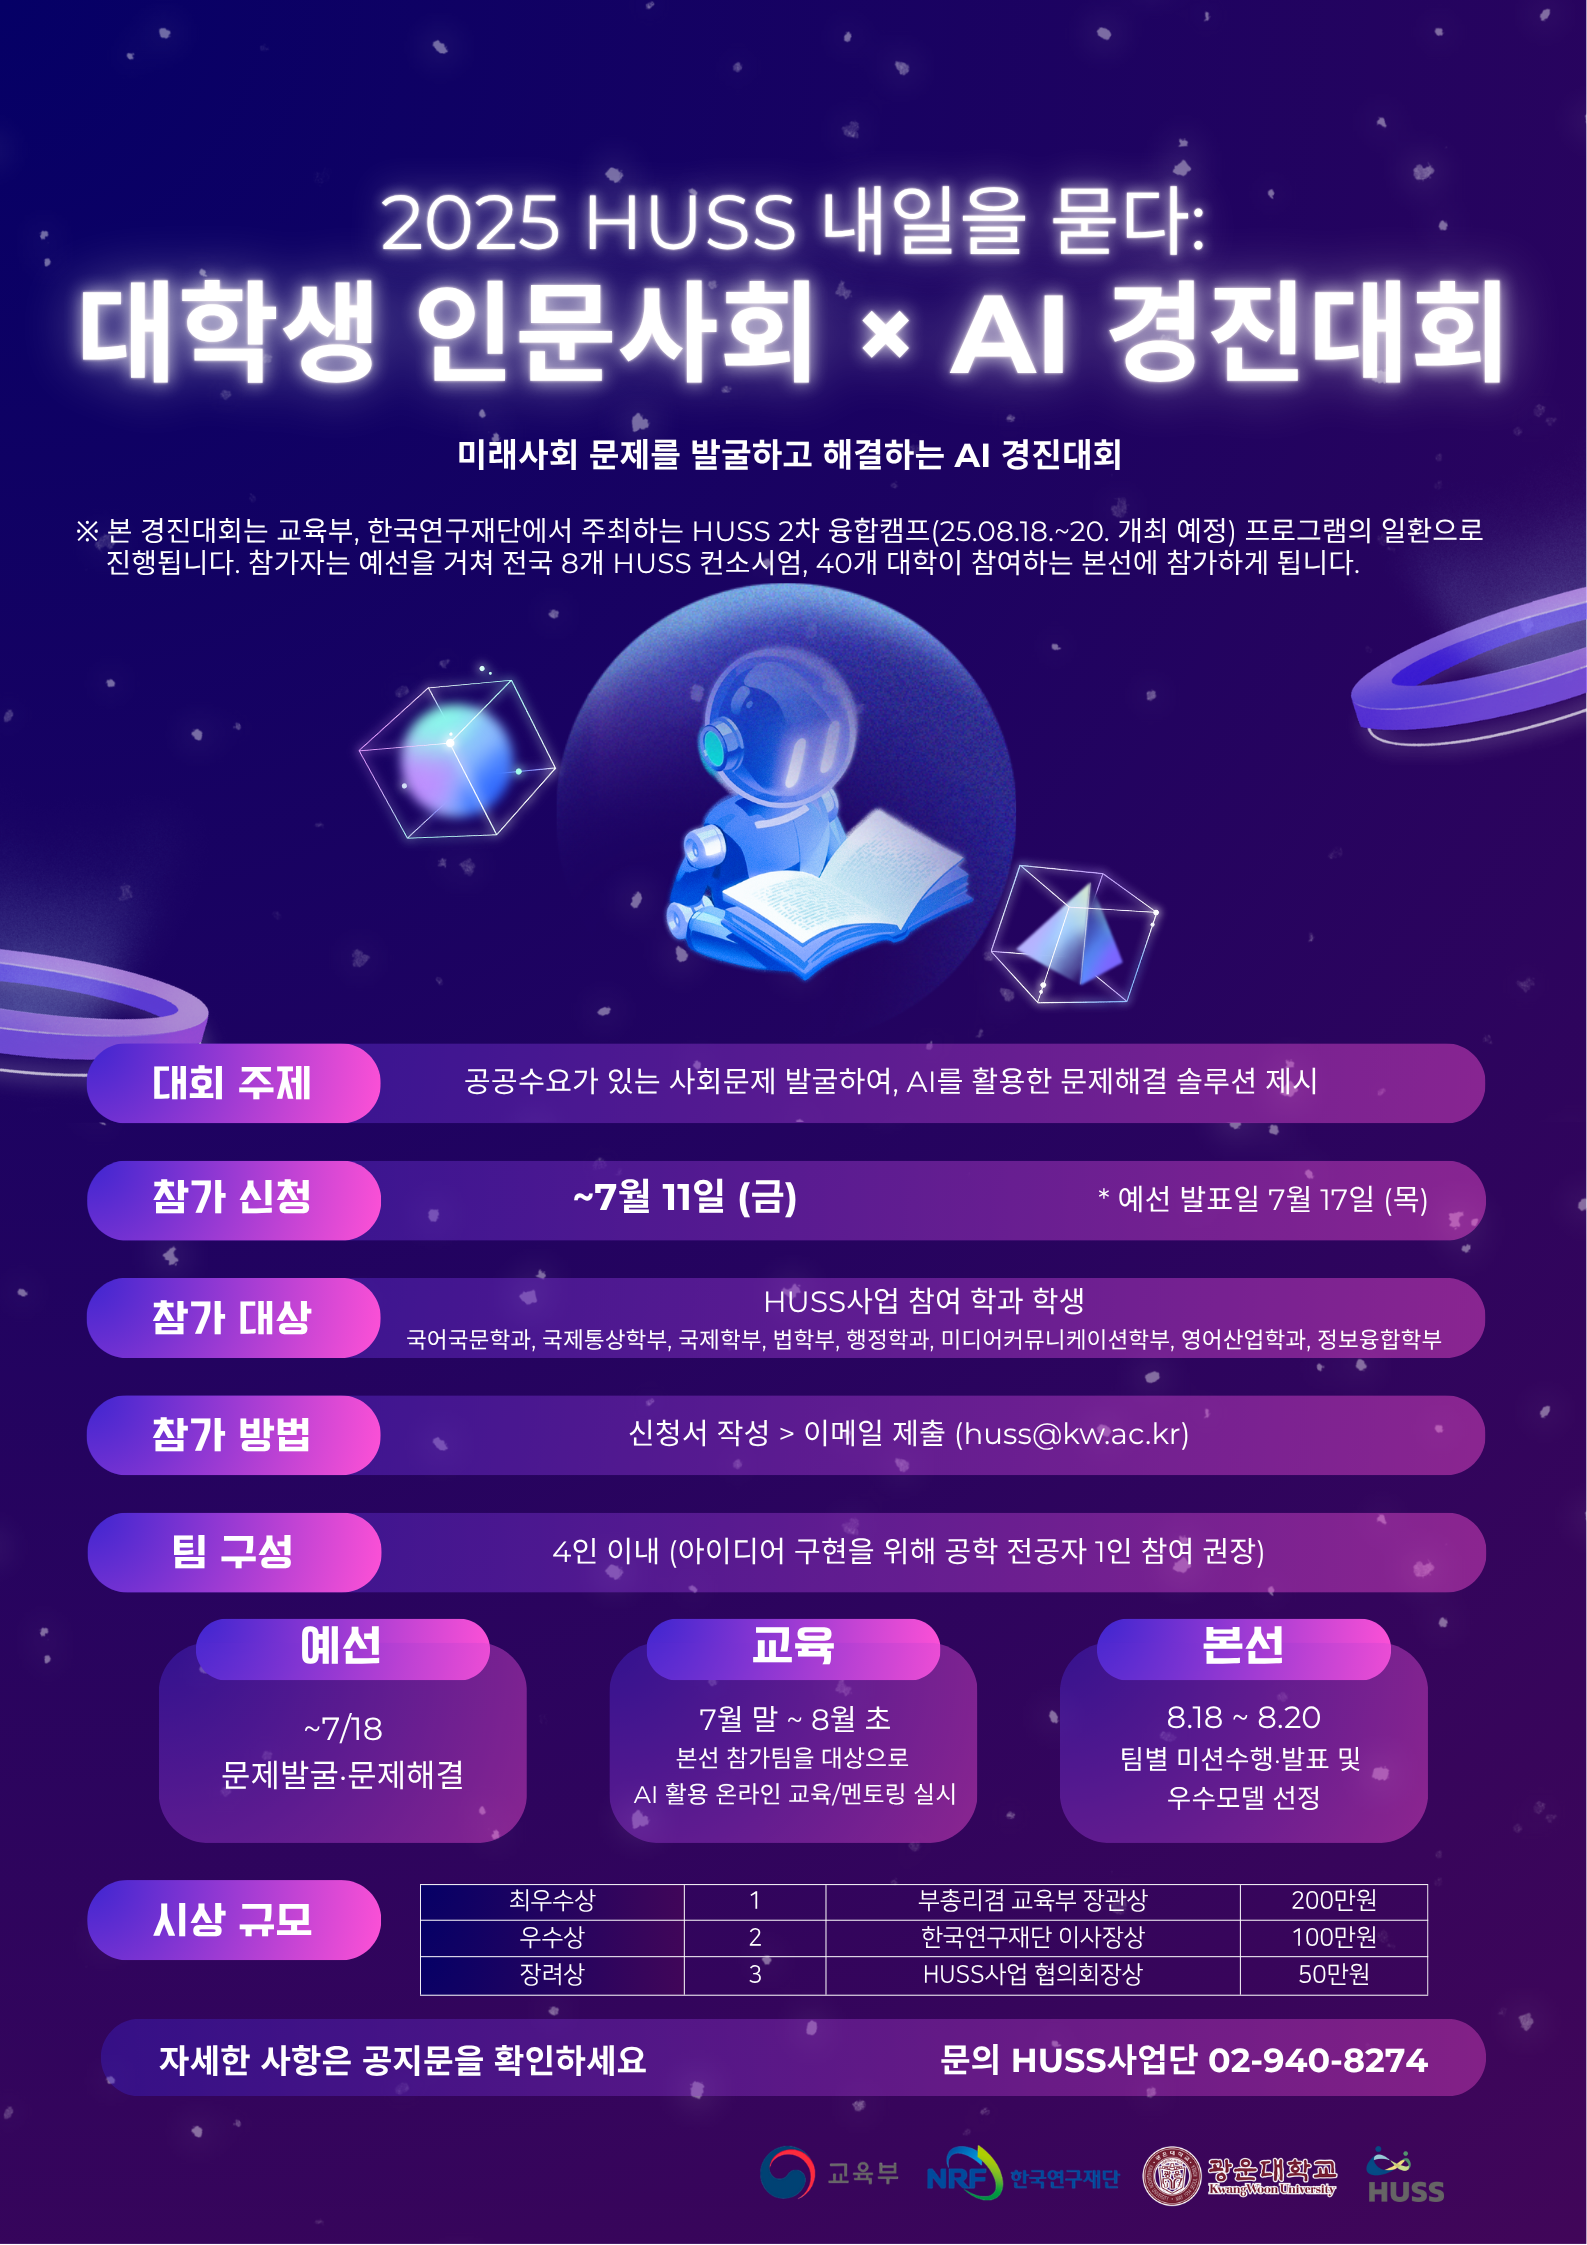 2025 HUSS 내일을 묻다:
대학생 인문사회 × AI 경진대회
미래사회 문제를 발굴하고 해결하는 AI 경진대회
※ 본 경진대회는 교육부, 한국연구재단에서 주최하는 HUSS 2차 융합캠프(25.08.18.~20. 개최 예정) 프로그램의 일환으로
진행됩니다. 참가자는 예선을 거쳐 전국 8개 HUSS 컨소시엄, 40개 대학이 참여하는 본선에 참가하게 됩니다.
대회 주제
공공수요가 있는 사회문제 발굴하여, AI를 활용한 문제해결 솔루션 제시
참가 신청
~7월 11일 (금)
* 예선 발표일 7월 17일 (목)
참가 대상
HUSS사업 참여 학과 학생
국어국문학과, 국제통상학부, 국제학부, 법학부, 행정학과, 미디어커뮤니케이션학부, 영어산업학과, 정보융합학부
참가 방법
신청서 작성 > 이메일 제출 (huss@kw.ac.kr)
팀 구성
4인 이내 (아이디어 구현을 위해 공학 전공자 1인 참여 권장)
예선
~7/18
문제발굴·문제해결
교육
7월 말 ~ 8월 초
본선 참가팀을 대상으로
AI 활용 온라인 교육/멘토링 실시
본선
8.18 ~ 8.20
팀별 미션수행·발표 및
우수모델 선정
시상 규모
최우수상 1 부총리겸 교육부 장관상 200만원
우수상 2 한국연구재단 이사장상 100만원
장려상 3 HUSS사업 협의회장상 50만원
자세한 사항은 공지문을 확인하세요
문의 HUSS사업단 02-940-8274
교육부
NRF 한국연구재단
광운대학교
KwangWoon University
HUSS